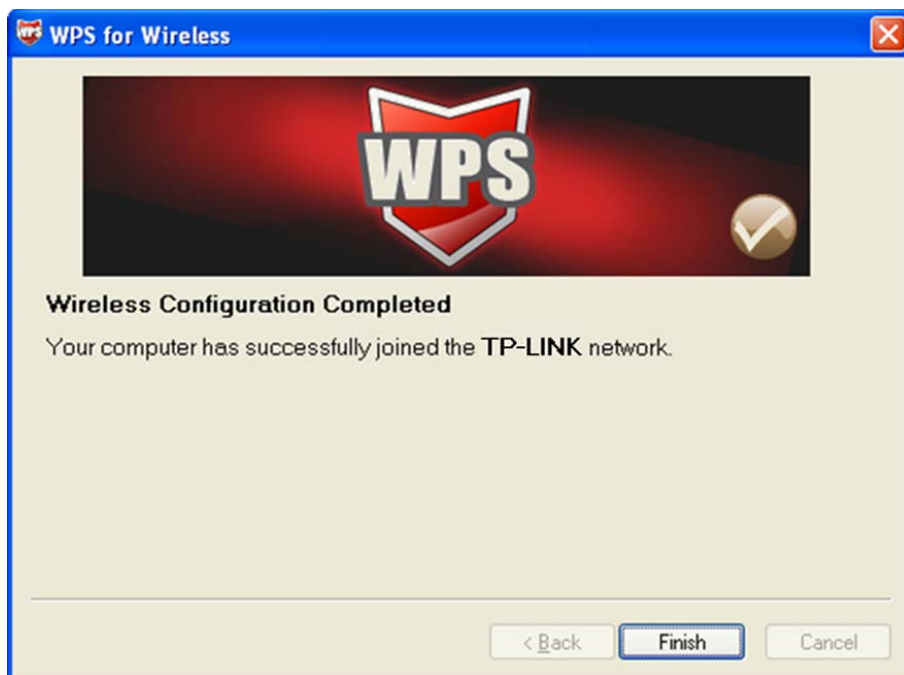 WPS for Wireless
WPS
Wireless Configuration Completed
Your computer has successfully joined the TP-LINK network.
< Back
Finish
Cancel